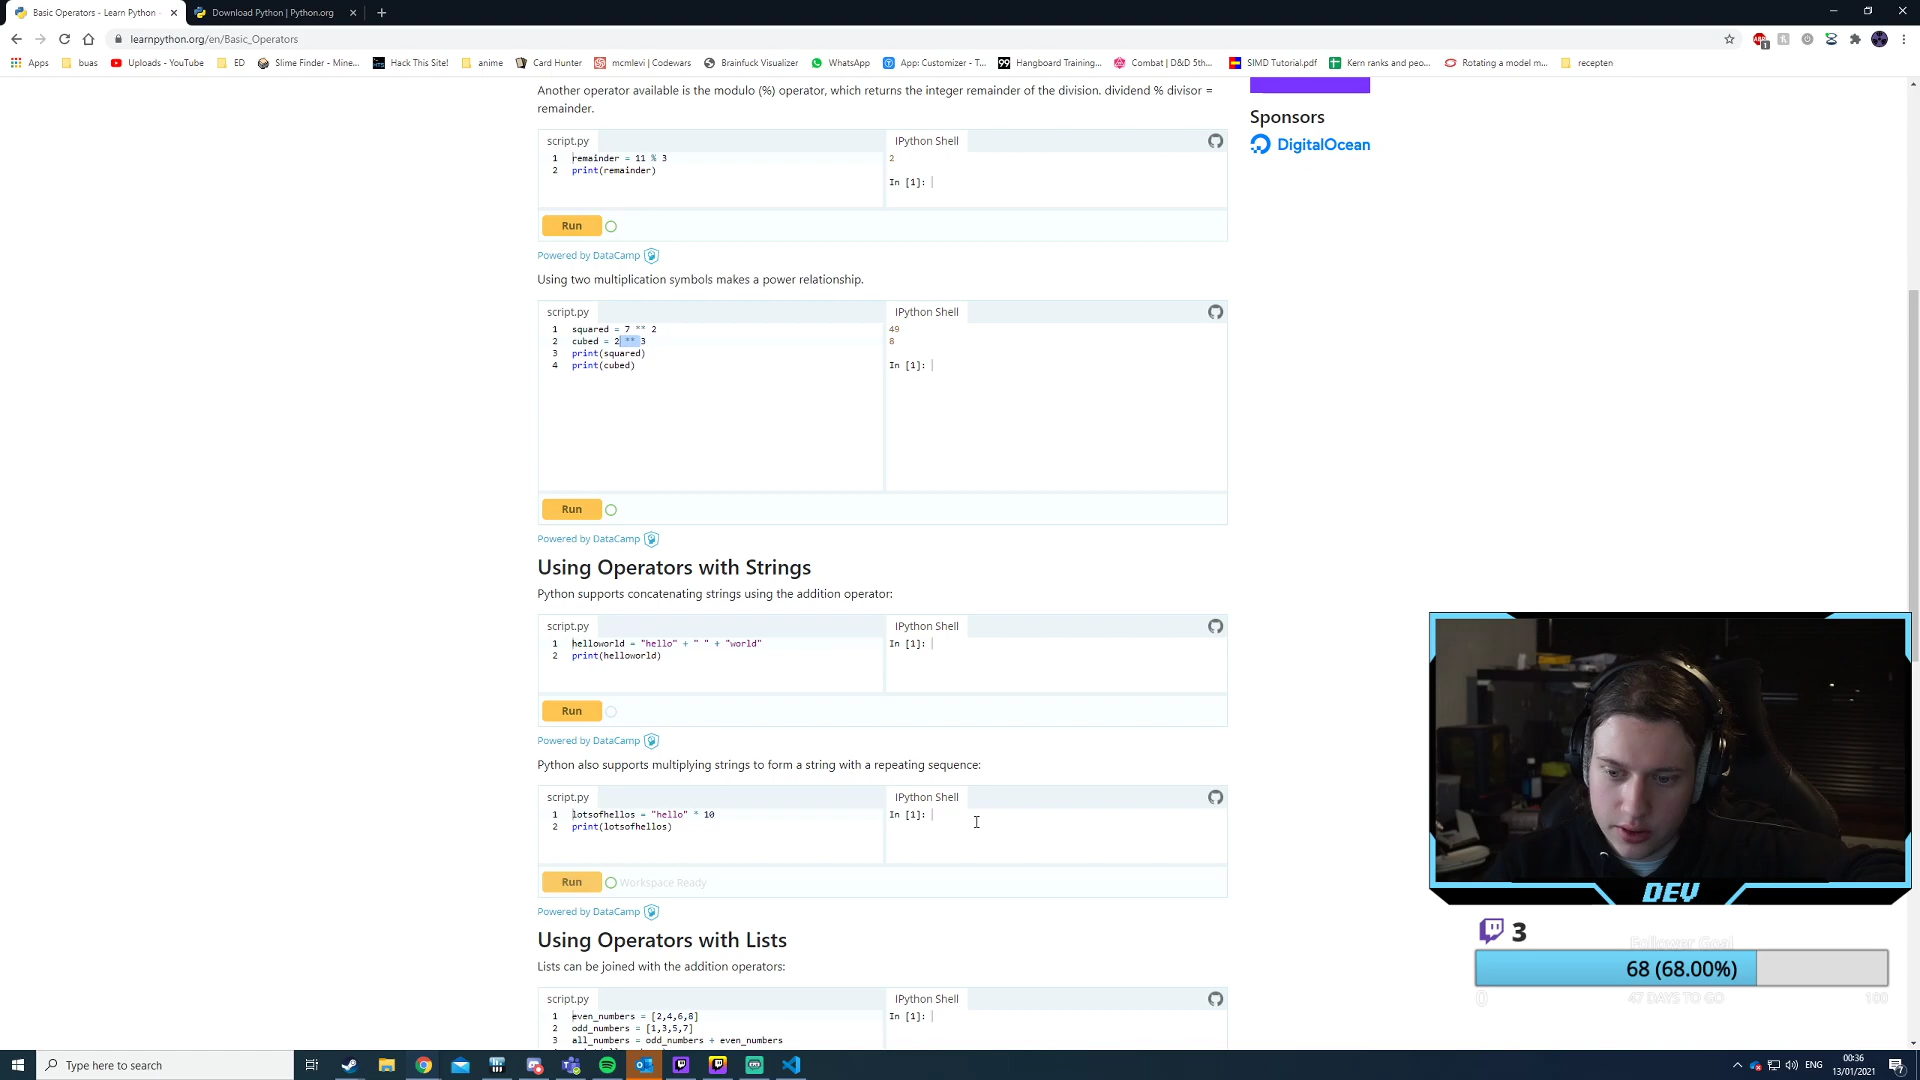 Basic Operators - Learn Python -
Download Python | Python.org
learnpython.org/en/Basic_Operators
Apps
buas
Uploads - YouTube
ED
Slime Finder - Mine...
Hack This Site!
anime
Card Hunter
mcmlevi | Codewars
Brainfuck Visualizer
WhatsApp
App: Customizer - T...
99
Hangboard Training...
Combat | D&D 5th...
SIMD Tutorial.pdf
Kern ranks and peo...
Rotating a model m...
recepten
Another operator available is the modulo (%) operator, which returns the integer remainder of the division. dividend % divisor =
remainder.
Sponsors
DigitalOcean
script.py
IPython Shell
1 remainder = 11 % 3
2 print(remainder)
2
In [1]:
Run
Powered by DataCamp
Using two multiplication symbols makes a power relationship.
script.py
IPython Shell
1 squared = 7 ** 2
2 cubed = 2 ** 3
3 print(squared)
4 print(cubed)
49
8
In [1]:
Run
Powered by DataCamp
Using Operators with Strings
Python supports concatenating strings using the addition operator:
script.py
IPython Shell
1 helloworld = "hello" + " " + "world"
2 print(helloworld)
In [1]:
Run
Powered by DataCamp
Python also supports multiplying strings to form a string with a repeating sequence:
script.py
IPython Shell
1 lotsofhellos = "hello" * 10
2 print(lotsofhellos)
In [1]:
Run
Workspace Ready
Powered by DataCamp
Using Operators with Lists
Lists can be joined with the addition operators:
script.py
IPython Shell
1 even_numbers = [2,4,6,8]
2 odd_numbers = [1,3,5,7]
3 all_numbers = odd_numbers + even_numbers
In [1]:
DEV
3
Follower Goal
68 (68.00%)
0
47 DAYS TO GO
100
Type here to search
ENG
00:36
13/01/2021